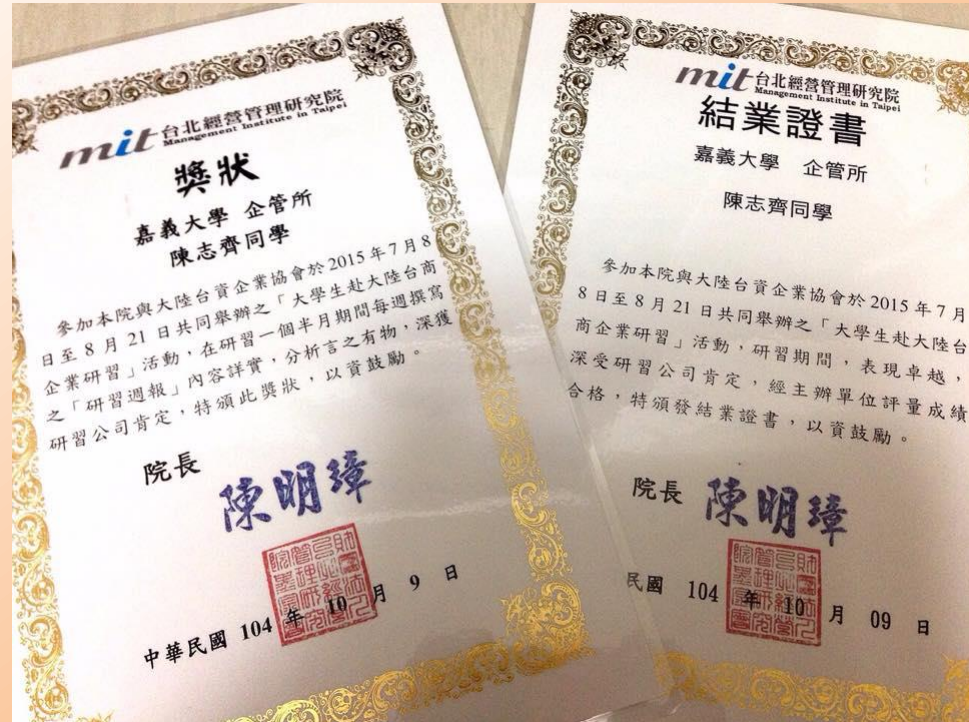 mit 台北經營管理研究院
Management Institute in Taipei
獎狀
嘉義大學 企管所
陳志齊同學
參加本院與大陸台資企業協會於 2015 年 7 月 8
日至 8 月 21 日共同舉辦之「大學生赴大陸台商
企業研習」活動，在研習一個半月期間每週撰寫
之「研習週報」內容詳實，分析言之有物，深獲
研習公司肯定，特頒此獎狀，以資鼓勵。
院長
陳明璋
中華民國 104 年 10 月 9 日
mit 台北經營管理研究院
Management Institute in Taipei
結業證書
嘉義大學 企管所
陳志齊同學
參加本院與大陸台資企業協會於 2015 年 7 月
8 日至 8 月 21 日共同舉辦之「大學生赴大陸台
商企業研習」活動，研習期間，表現卓越，
深受研習公司肯定，經主辦單位評量成績
合格，特頒發結業證書，以資鼓勵。
院長 陳明璋
民國 104 年 10 月 09 日